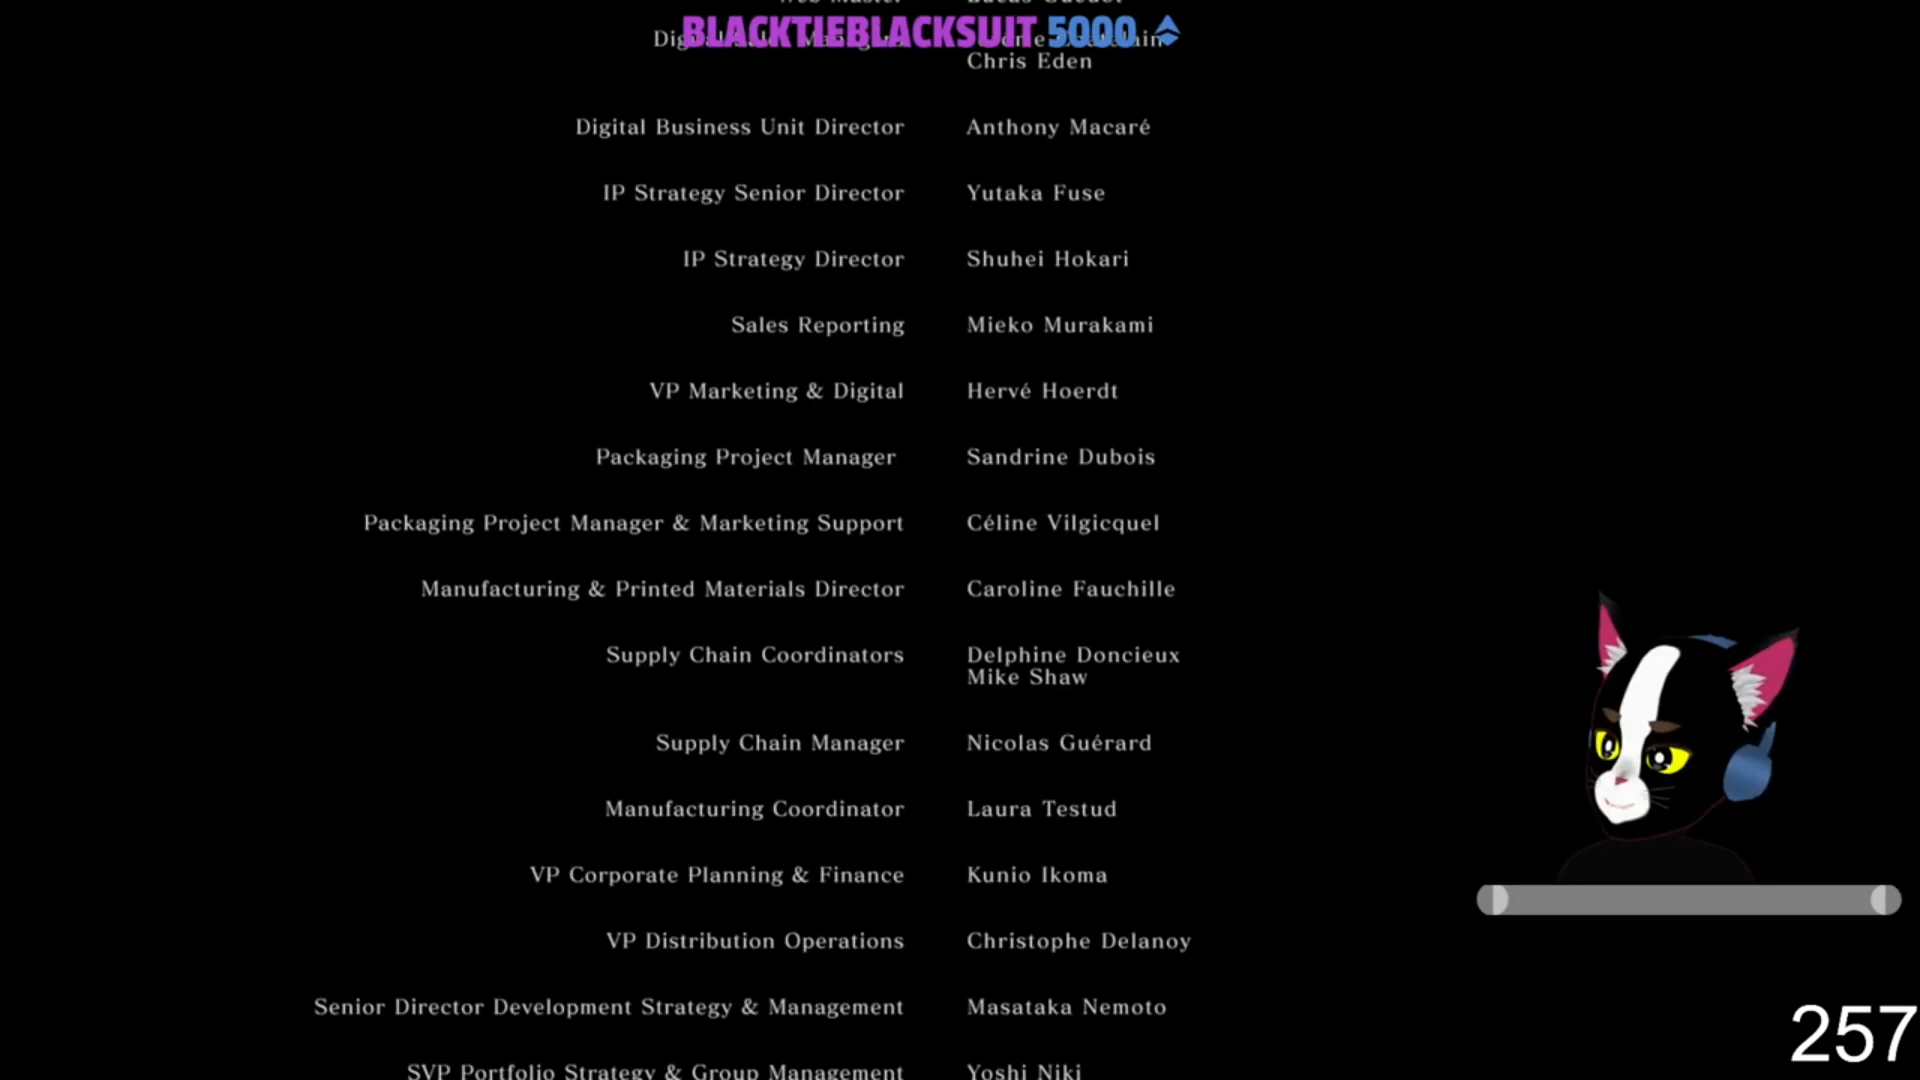 BLACKTIEBLACKSUIT 5000
Chris Eden
Digital Business Unit Director Anthony Macaré
IP Strategy Senior Director Yutaka Fuse
IP Strategy Director Shuhei Hokari
Sales Reporting Mieko Murakami
VP Marketing & Digital Hervé Hoerdt
Packaging Project Manager Sandrine Dubois
Packaging Project Manager & Marketing Support Céline Vilgicquel
Manufacturing & Printed Materials Director Caroline Fauchille
Supply Chain Coordinators Delphine Doncieux
Mike Shaw
Supply Chain Manager Nicolas Guérard
Manufacturing Coordinator Laura Testud
VP Corporate Planning & Finance Kunio Ikoma
VP Distribution Operations Christophe Delanoy
Senior Director Development Strategy & Management Masataka Nemoto
SVP Portfolio Strategy & Group Management Yoshi Niki
257